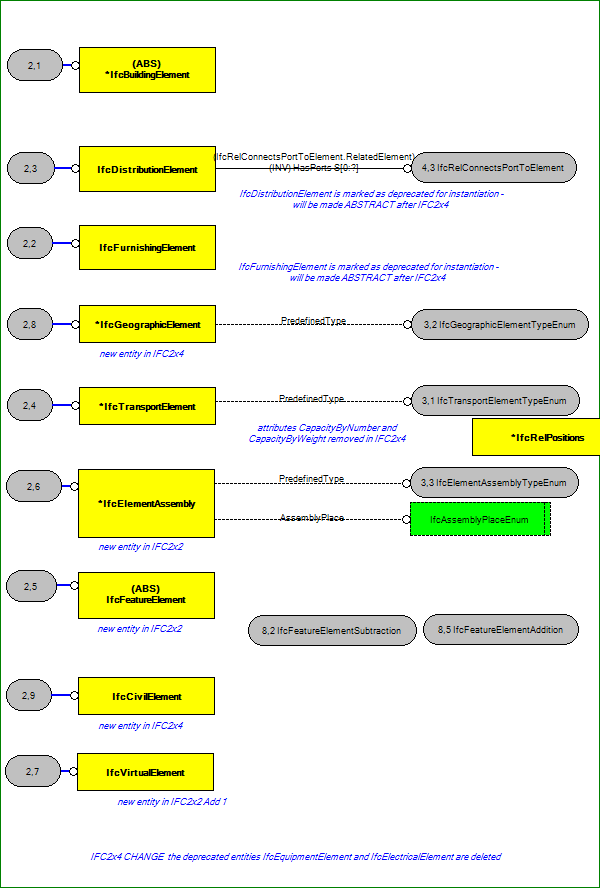 2,1
(ABS)
*IfcBuildingElement
2,3
IfcDistributionElement
(IfcRelConnectsPortToElement.RelatedElement)
(INV) HasPorts S[0:?]
4,3 IfcRelConnectsPortToElement
IfcDistributionElement is marked as deprecated for instantiation -
will be made ABSTRACT after IFC2x4
2,2
IfcFurnishingElement
IfcFurnishingElement is marked as deprecated for instantiation -
will be made ABSTRACT after IFC2x4
2,8
*IfcGeographicElement
PredefinedType
3,2 IfcGeographicElementTypeEnum
new entity in IFC2x4
2,4
*IfcTransportElement
PredefinedType
3,1 IfcTransportElementTypeEnum
attributes CapacityByNumber and
CapacityByWeight removed in IFC2x4
*IfcRelPositions
2,6
*IfcElementAssembly
PredefinedType
3,3 IfcElementAssemblyTypeEnum
AssemblyPlace
IfcAssemblyPlaceEnum
new entity in IFC2x2
2,5
(ABS)
IfcFeatureElement
new entity in IFC2x2
8,2 IfcFeatureElementSubtraction
8,5 IfcFeatureElementAddition
2,9
IfcCivilElement
new entity in IFC2x4
2,7
IfcVirtualElement
new entity in IFC2x2 Add 1
IFC2x4 CHANGE the deprecated entities IfcEquipmentElement and IfcElectricalElement are deleted